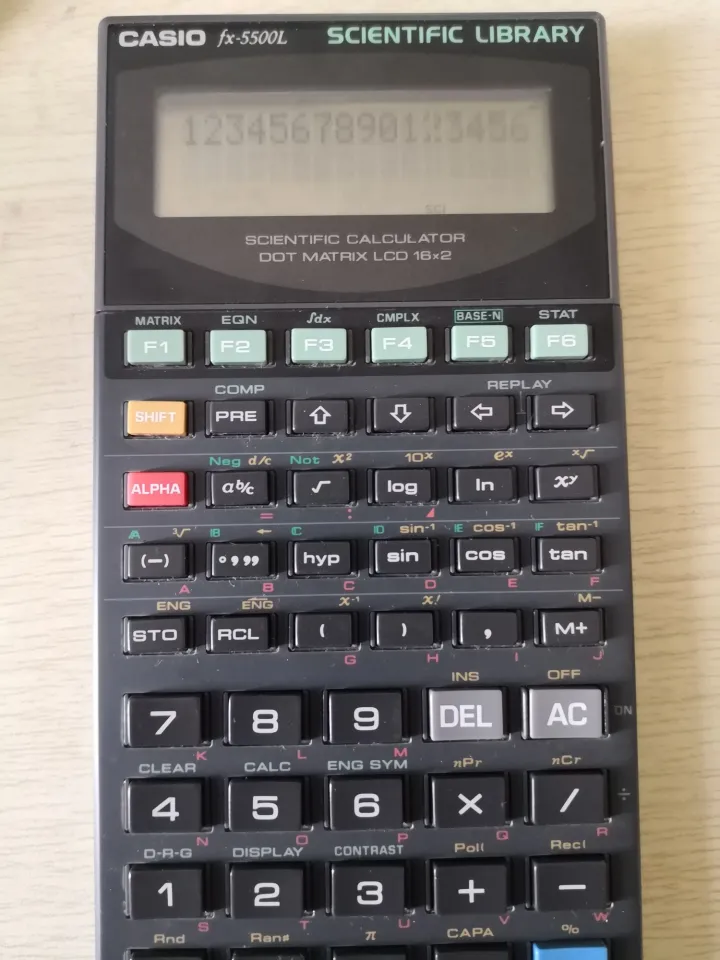 CASIO fx-5500L SCIENTIFIC LIBRARY
1234567890123456
SCI
SCIENTIFIC CALCULATOR
DOT MATRIX LCD 16×2
MATRIX EQN ∫dx CMPLX BASE-N STAT
F1 F2 F3 F4 F5 F6
COMP REPLAY
SHIFT PRE ⇧ ⇩ ⇦ ⇨
Neg d/c Not x² 10ˣ eˣ ˣ√
ALPHA a b/c √ log ln xʸ
= : ◢
A ³√ B ← C D sin⁻¹ E cos⁻¹ F tan⁻¹
(−) ° ’ ’’ hyp sin cos tan
A B C D E F
ENG ENG x⁻¹ x! M−
STO RCL ( ) , M+
G H I J
INS OFF
7 8 9 DEL AC ON
K L M
CLEAR CALC ENG SYM nPr nCr
4 5 6 × / ÷
N O P Q R
D-R-G DISPLAY CONTRAST Pol( Rec(
1 2 3 + −
S T U V W
Rnd Ran# π CAPA %